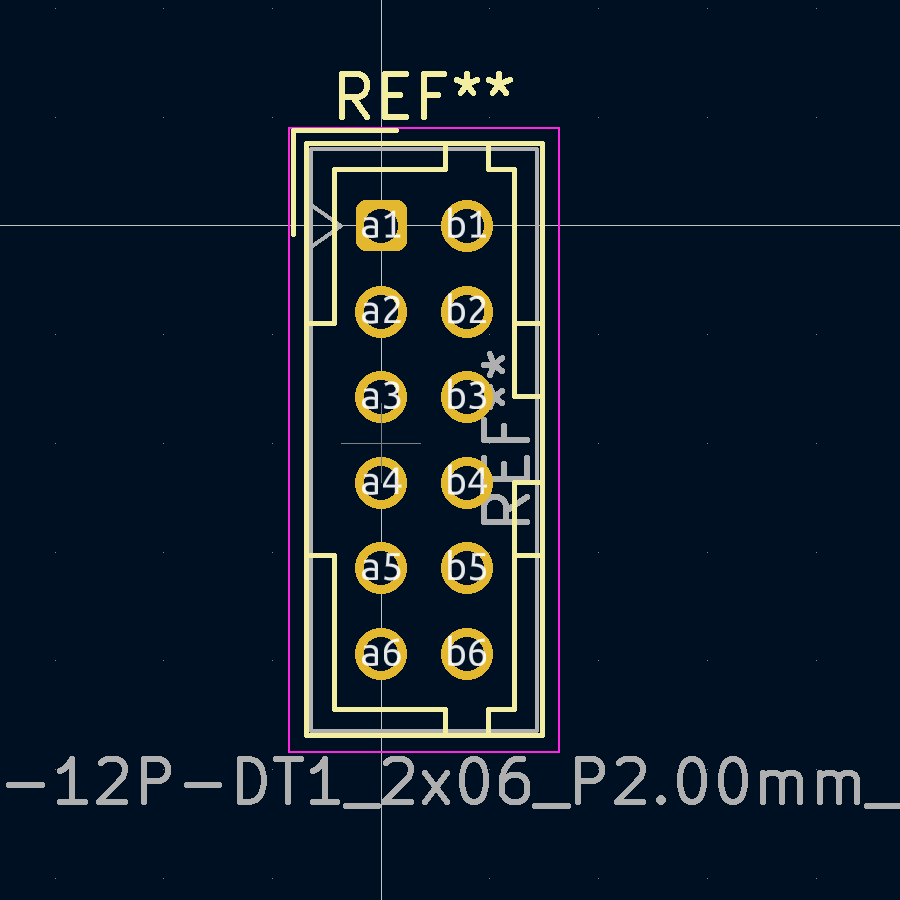 REF**
a1 b1
a2 b2
a3 b3
a4 b4
a5 b5
a6 b6
REF**
-12P-DT1_2x06_P2.00mm_